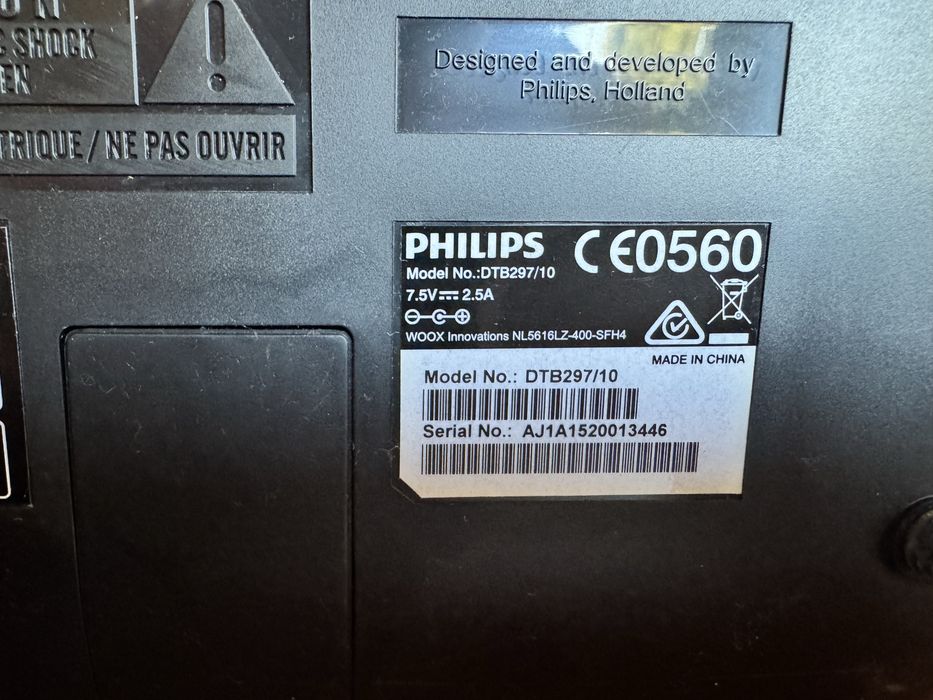 C SHOCK
EN
TRIQUE / NE PAS OUVRIR
Designed and developed by
Philips, Holland
PHILIPS CE0560
Model No.:DTB297/10
7.5V⎓2.5A
WOOX Innovations NL5616LZ-400-SFH4
MADE IN CHINA
Model No.: DTB297/10
Serial No.: AJ1A1520013446